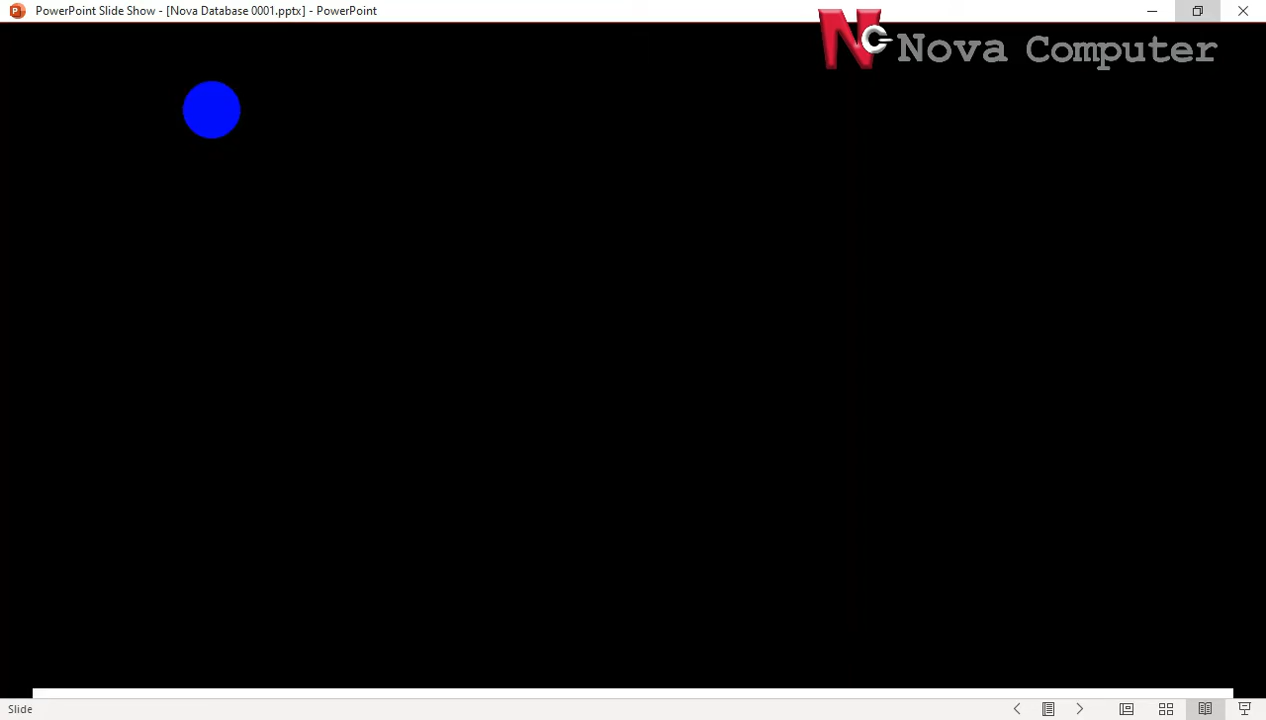 PowerPoint Slide Show - [Nova Database 0001.pptx] - PowerPoint
Nova Computer
Slide